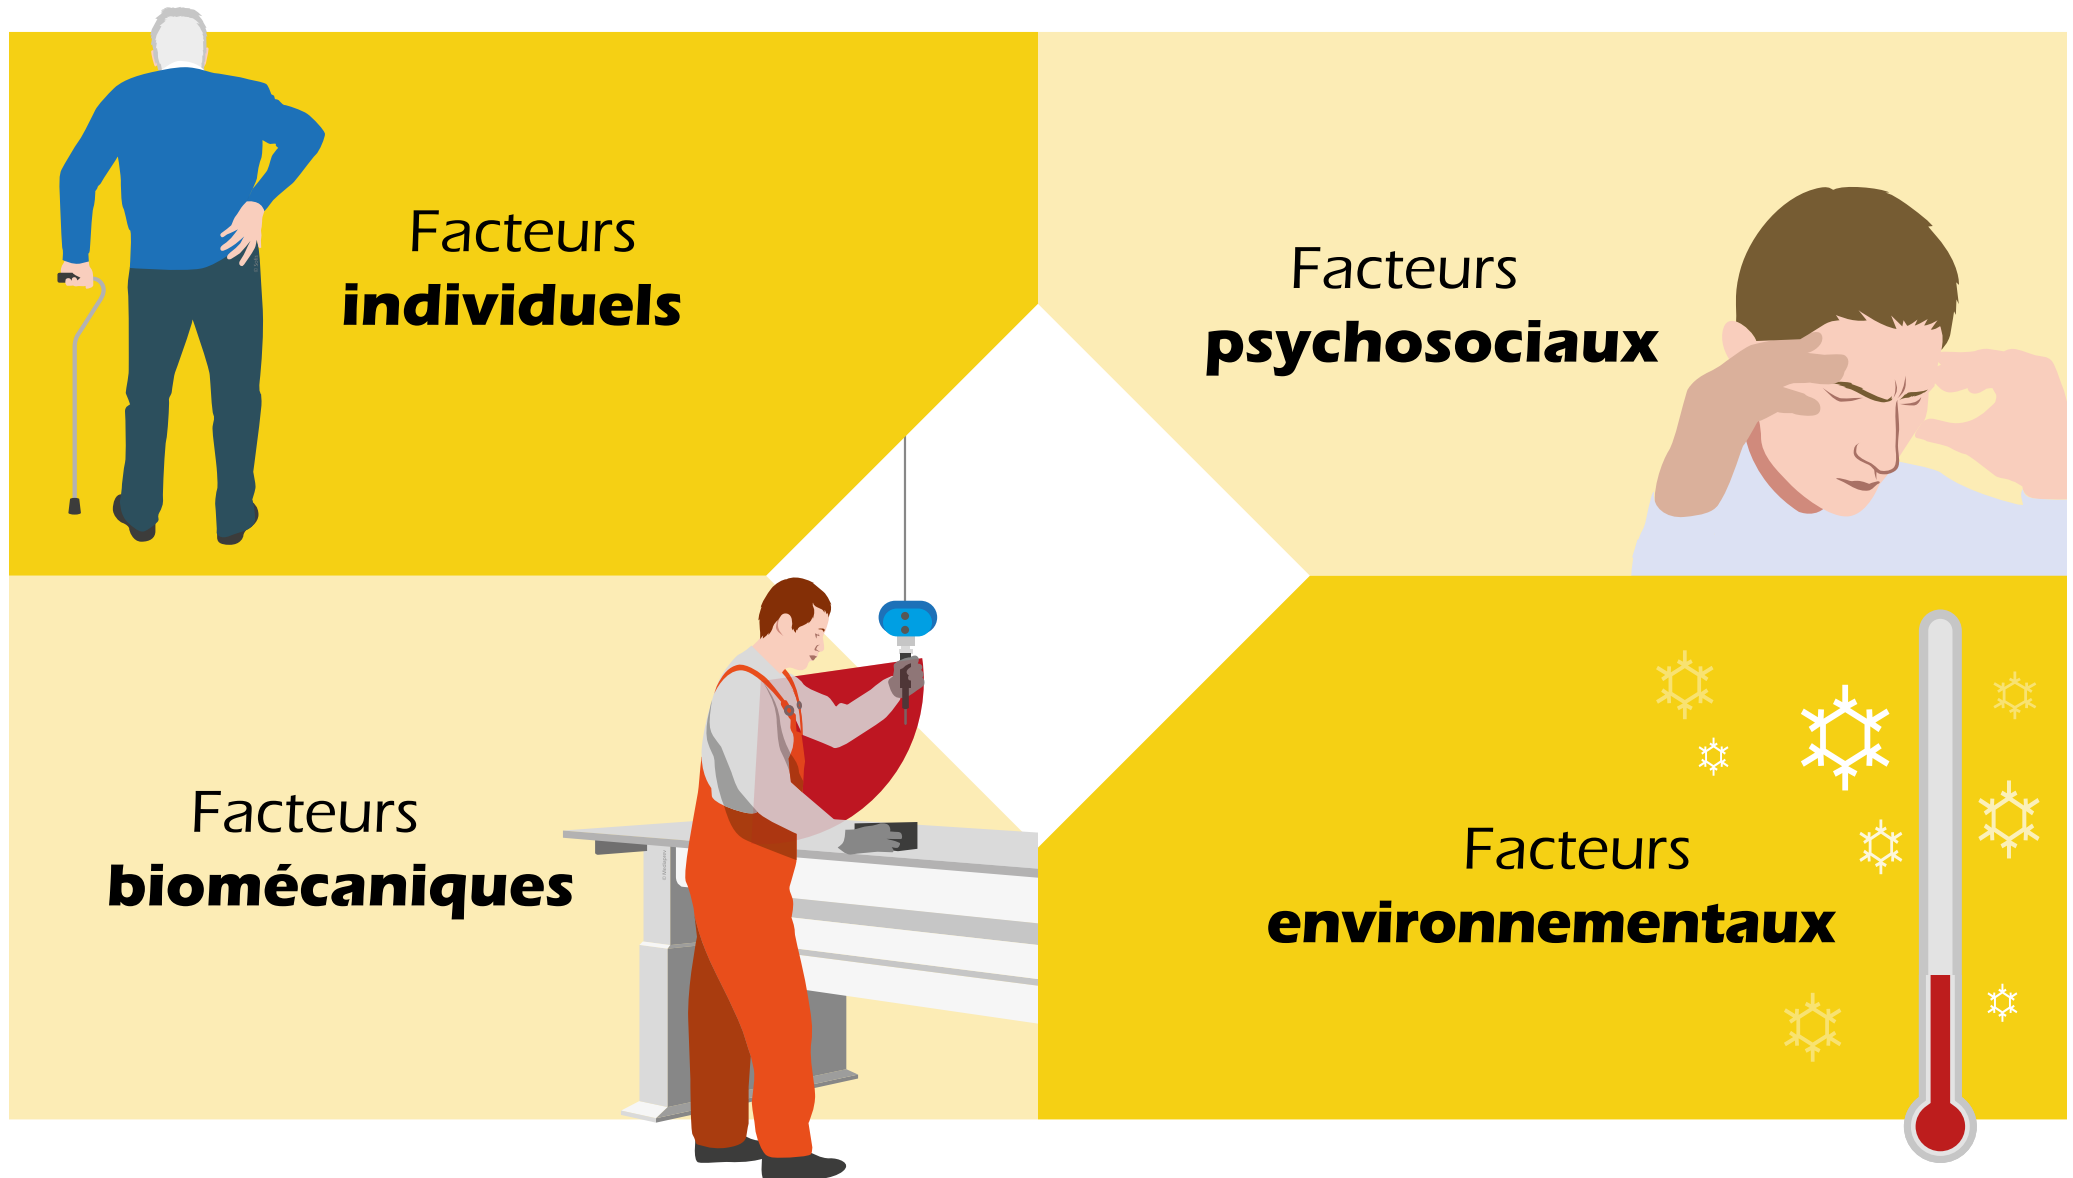 Facteurs
individuels
Facteurs
psychosociaux
Facteurs
biomécaniques
Facteurs
environnementaux